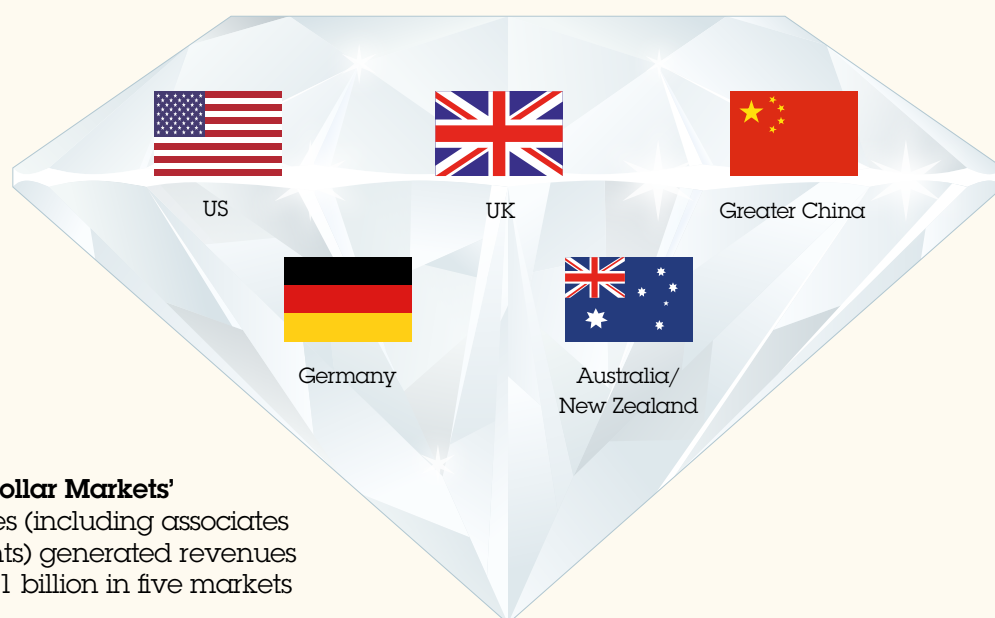 US
UK
Greater China
Germany
Australia/
New Zealand
ollar Markets’
es (including associates
nts) generated revenues
1 billion in five markets